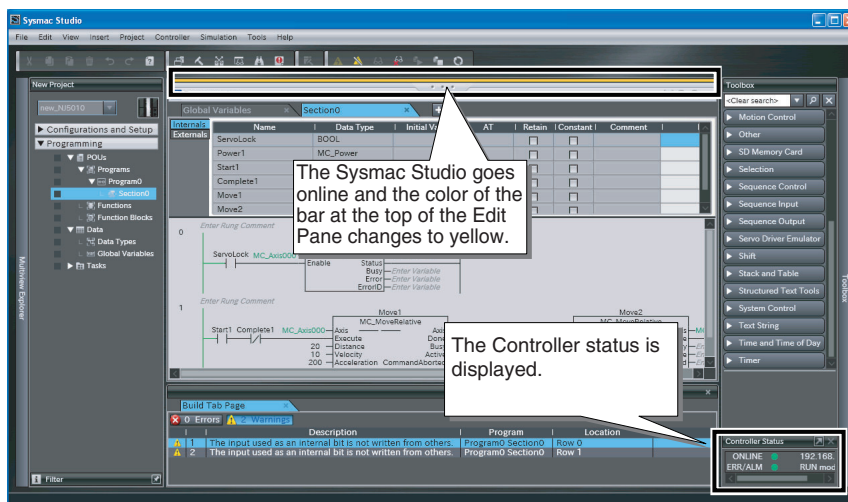 Sysmac Studio
File Edit View Insert Project Controller Simulation Tools Help
New Project
new_NJ5010
Configurations and Setup
Programming
POUs
Programs
Program0
Section0
Functions
Function Blocks
Data
Data Types
Global Variables
Tasks
Filter
Multiview Explorer
Global Variables
Section0
Internals
Externals
Name Data Type Initial AT Retain Constant Comment
ServoLock BOOL
Power1 MC_Power
Start1
Complete1
Move1
Move2
The Sysmac Studio goes
online and the color of the
bar at the top of the Edit
Pane changes to yellow.
0 Enter Rung Comment
ServoLock MC_Axis000
Enable Status
Busy Enter Variable
Error Enter Variable
ErrorID Enter Variable
1 Enter Rung Comment
Move1
MC_MoveRelative
Start1 Complete1 MC_Axis000 Axis
Execute Done
20 Distance Busy
10 Velocity Active
200 Acceleration CommandAborted
Move2
The Controller status is
displayed.
Build Tab Page
0 Errors 2 Warnings
Description Program Location
1 The input used as an internal bit is not written from others. Program0 Section0 Row 0
2 The input used as an internal bit is not written from others. Program0 Section0 Row 1
Toolbox
<Clear search>
Motion Control
Other
SD Memory Card
Selection
Sequence Control
Sequence Input
Sequence Output
Servo Driver Emulator
Shift
Stack and Table
Structured Text Tools
System Control
Text String
Time and Time of Day
Timer
Toolbox
Controller Status
ONLINE 192.168.
ERR/ALM RUN mod